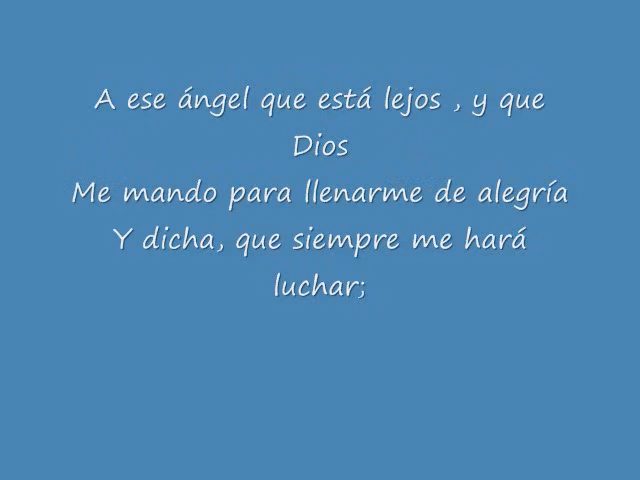 A ese ángel que está lejos , y que
Dios
Me mando para llenarme de alegría
Y dicha, que siempre me hará
luchar;